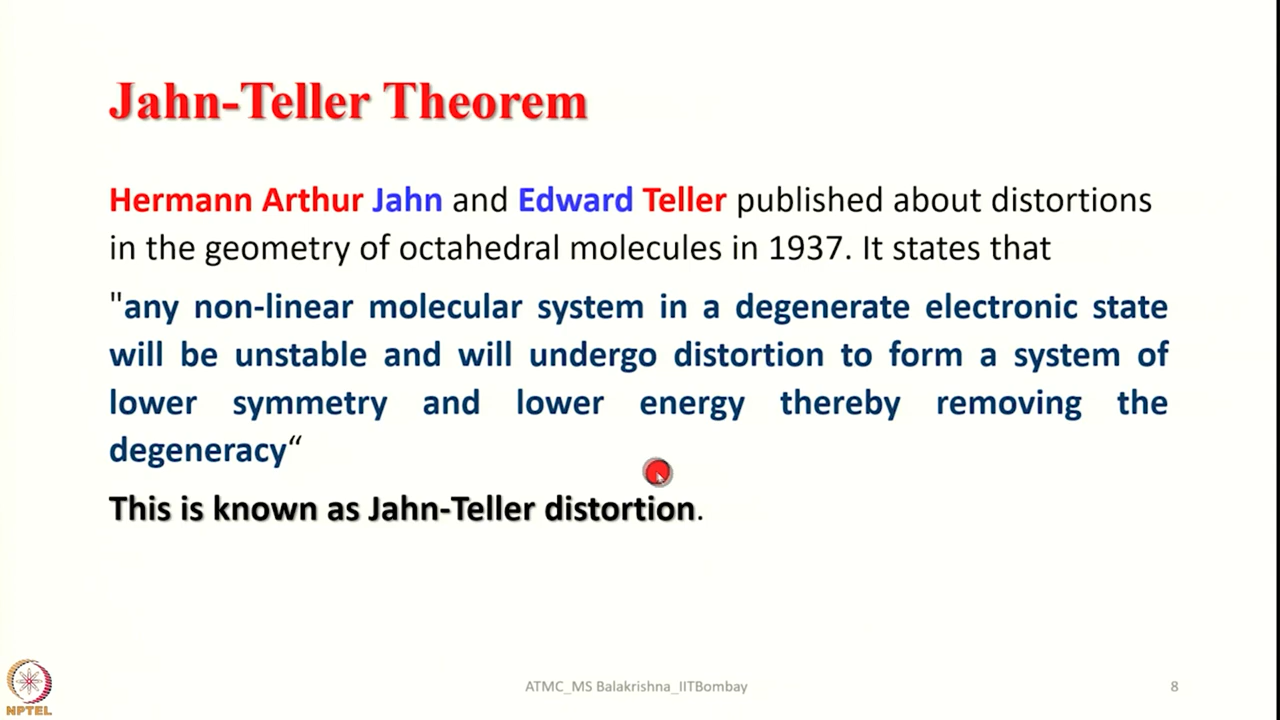 Jahn-Teller Theorem
Hermann Arthur Jahn and Edward Teller published about distortions
in the geometry of octahedral molecules in 1937. It states that
"any non-linear molecular system in a degenerate electronic state
will be unstable and will undergo distortion to form a system of
lower symmetry and lower energy thereby removing the
degeneracy“
This is known as Jahn-Teller distortion.
NPTEL
ATMC_MS Balakrishna_IITBombay
8